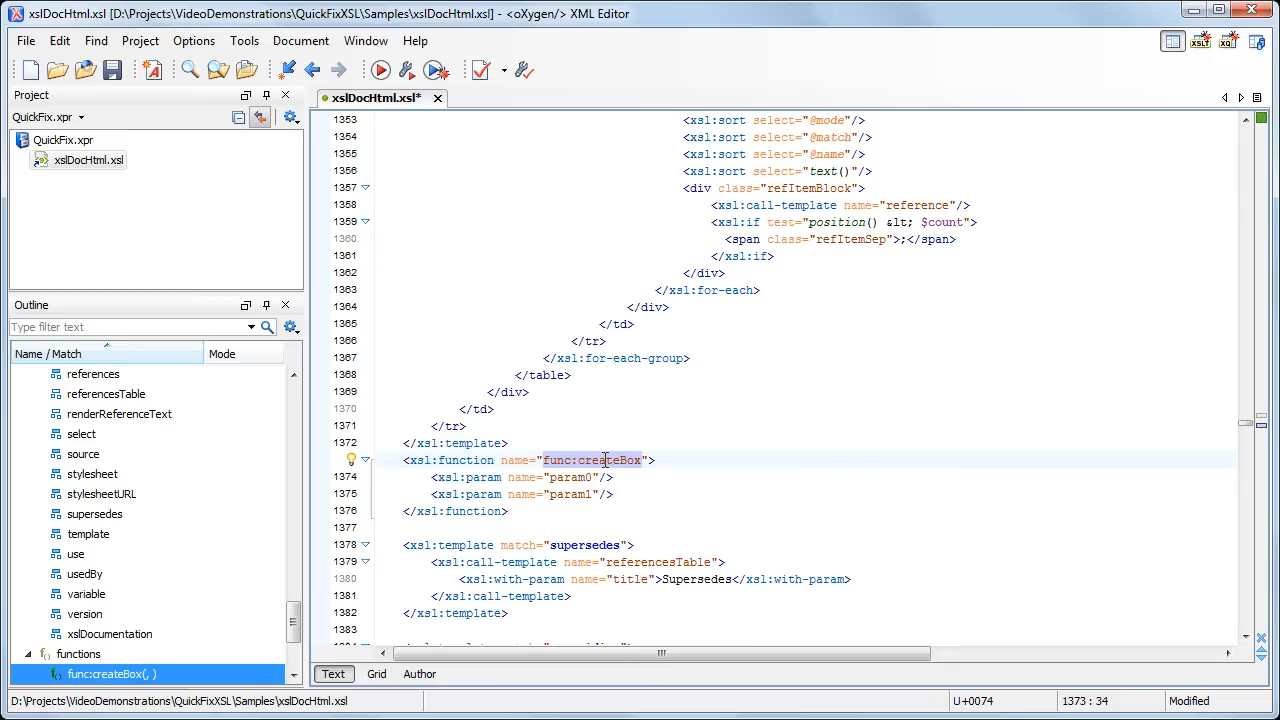 xslDocHtml.xsl [D:\Projects\VideoDemonstrations\QuickFixXSL\Samples\xslDocHtml.xsl] - <oXygen/> XML Editor
File Edit Find Project Options Tools Document Window Help
XSLT XQ
Project
QuickFix.xpr
QuickFix.xpr
xslDocHtml.xsl
Outline
Type filter text
Name / Match Mode
references
referencesTable
randerReferenceText
select
source
stylesheet
stylesheetURL
supersedes
template
use
usedBy
variable
version
xslDocumentation
functions
func:createBox(, )
xslDocHtml.xsl*
1353 <xsl:sort select="@mode"/>
1354 <xsl:sort select="@match"/>
1355 <xsl:sort select="@name"/>
1356 <xsl:sort select="text()"/>
1357 <div class="refItemBlock">
1358 <xsl:call-template name="reference"/>
1359 <xsl:if test="position() &lt; $count">
1360 <span class="refItemSep">;</span>
1361 </xsl:if>
1362 </div>
1363 </xsl:for-each>
1364 </div>
1365 </td>
1366 </tr>
1367 </xsl:for-each-group>
1368 </table>
1369 </div>
1370 </td>
1371 </tr>
1372 </xsl:template>
<xsl:function name="func:createBox">
1374 <xsl:param name="param0"/>
1375 <xsl:param name="param1"/>
1376 </xsl:function>
1377
1378 <xsl:template match="supersedes">
1379 <xsl:call-template name="referencesTable">
1380 <xsl:with-param name="title">Supersedes</xsl:with-param>
1381 </xsl:call-template>
1382 </xsl:template>
1383
Text Grid Author
D:\Projects\VideoDemonstrations\QuickFixXSL\Samples\xslDocHtml.xsl U+0074 1373 : 34 Modified